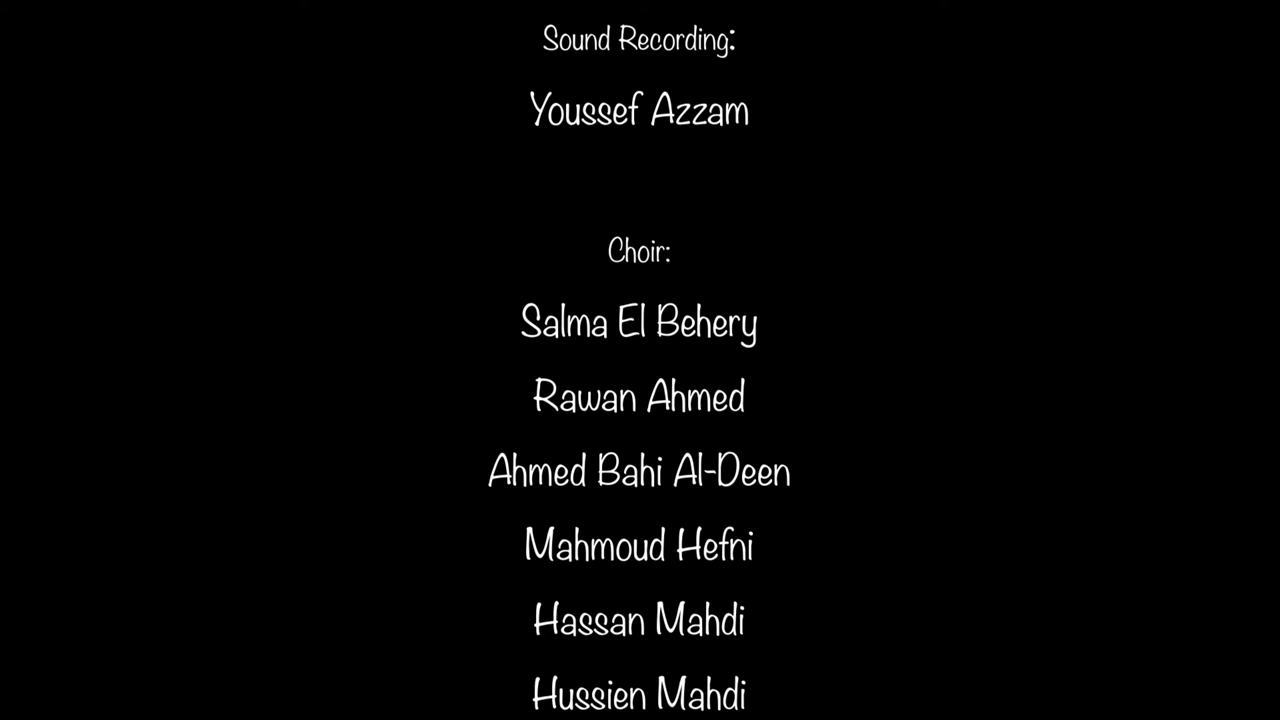 Sound Recording:
Youssef Azzam
Choir:
Salma El Behery
Rawan Ahmed
Ahmed Bahi Al-Deen
Mahmoud Hefni
Hassan Mahdi
Hussien Mahdi